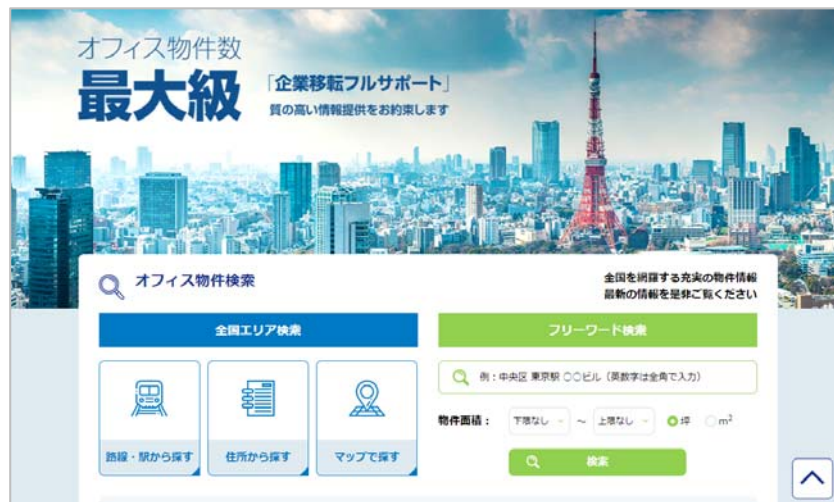 オフィス物件数
最大級
「企業移転フルサポート」
質の高い情報提供をお約束します
オフィス物件検索
全国を網羅する充実の物件情報
最新の情報を是非ご覧ください
全国エリア検索
フリーワード検索
例:中央区 東京駅 ○○ビル(英数字は全角で入力)
物件面積: 下限なし ~ 上限なし 坪 m²
路線・駅から探す
住所から探す
マップで探す
検索